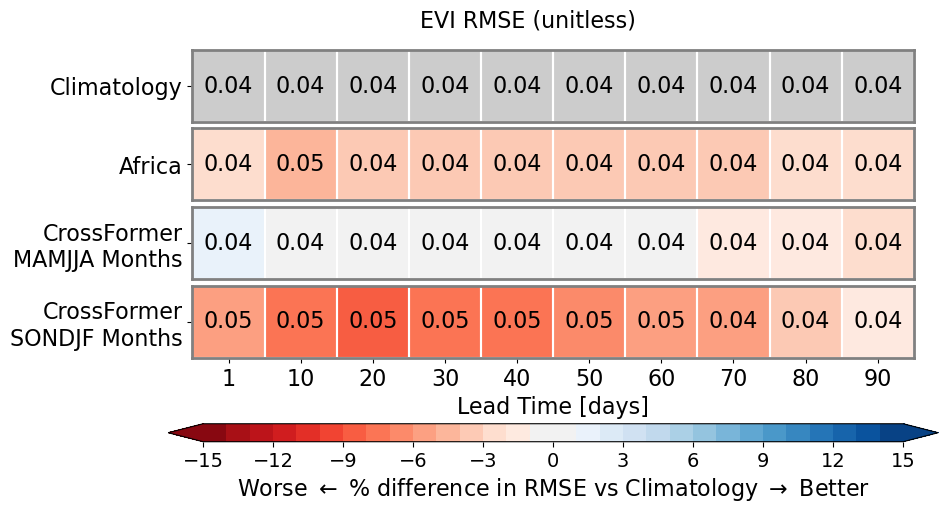 EVI RMSE (unitless)
Climatology 0.04 0.04 0.04 0.04 0.04 0.04 0.04 0.04 0.04 0.04
Africa 0.04 0.05 0.04 0.04 0.04 0.04 0.04 0.04 0.04 0.04
CrossFormer
MAMJJA Months 0.04 0.04 0.04 0.04 0.04 0.04 0.04 0.04 0.04 0.04
CrossFormer
SONDJF Months 0.05 0.05 0.05 0.05 0.05 0.05 0.05 0.04 0.04 0.04
1 10 20 30 40 50 60 70 80 90
Lead Time [days]
−15 −12 −9 −6 −3 0 3 6 9 12 15
Worse ← % difference in RMSE vs Climatology → Better